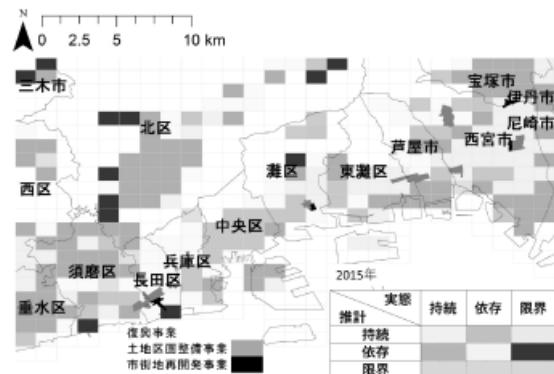 N
0 2.5 5 10 km
三木市
宝塚市
伊丹市
北区
尼崎市
西宮市
芦屋市
西区
灘区
東灘区
中央区
兵庫区
須磨区
長田区
垂水区
2015年
復興事業
土地区画整備事業
市街地再開発事業
実態
推計
持続 依存 限界
持続
依存
限界